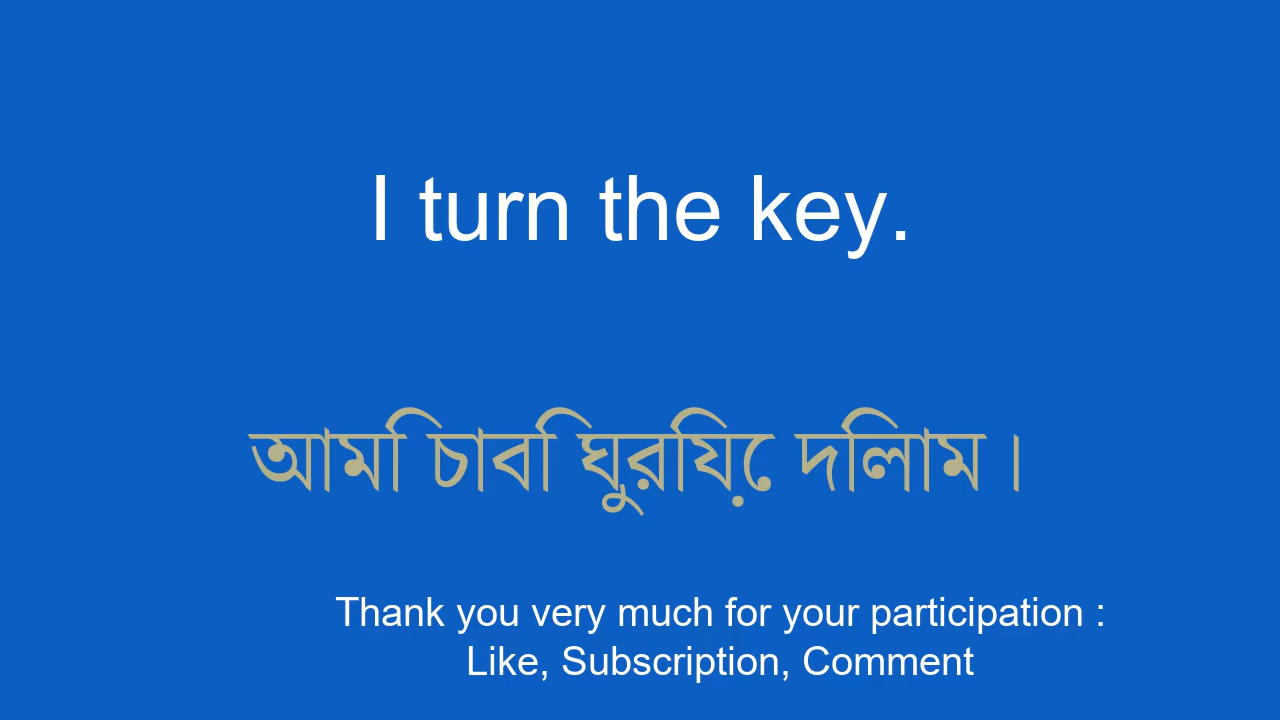 I turn the key.
আমি চাবি ঘুরিয়ে দিলাম।
Thank you very much for your participation :
Like, Subscription, Comment